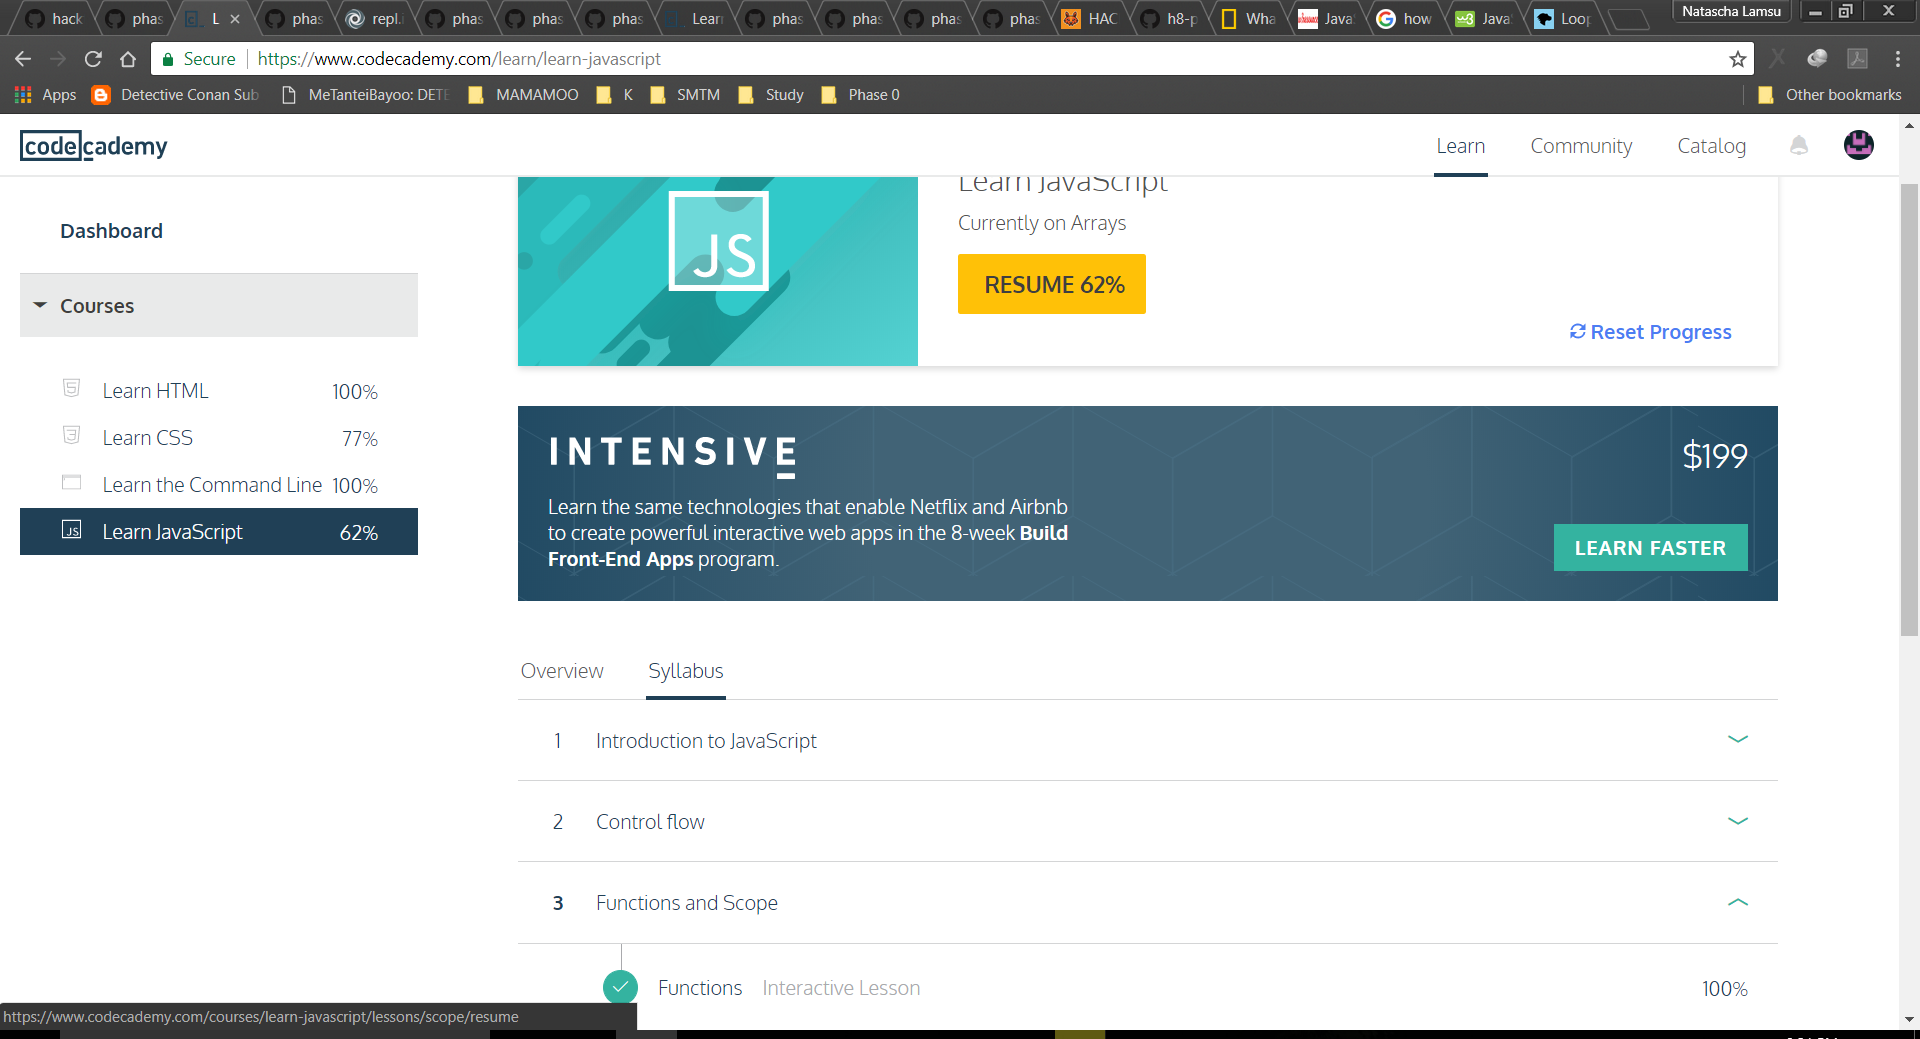 hack phas L phas repl.i phas phas phas Learn phas phas phas phas HAC h8-p Wha Java how Java Loop Natascha Lamsu
Secure https://www.codecademy.com/learn/learn-javascript
Apps Detective Conan Sub MeTanteiBayoo: DETE MAMAMOO K SMTM Study Phase 0 Other bookmarks
codecademy Learn Community Catalog
Learn JavaScript
Currently on Arrays
RESUME 62%
Reset Progress
JS
Dashboard
Courses
Learn HTML 100%
Learn CSS 77%
Learn the Command Line 100%
JS Learn JavaScript 62%
INTENSIVE $199
Learn the same technologies that enable Netflix and Airbnb
to create powerful interactive web apps in the 8-week Build
Front-End Apps program.
LEARN FASTER
Overview Syllabus
1 Introduction to JavaScript
2 Control flow
3 Functions and Scope
Functions Interactive Lesson 100%
https://www.codecademy.com/courses/learn-javascript/lessons/scope/resume